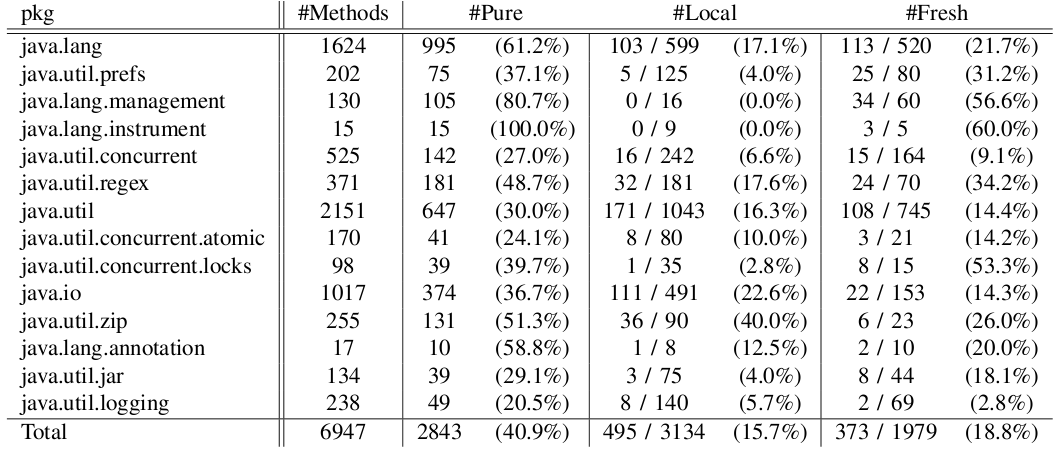 pkg #Methods #Pure #Local #Fresh
java.lang 1624 995 (61.2%) 103 / 599 (17.1%) 113 / 520 (21.7%)
java.util.prefs 202 75 (37.1%) 5 / 125 (4.0%) 25 / 80 (31.2%)
java.lang.management 130 105 (80.7%) 0 / 16 (0.0%) 34 / 60 (56.6%)
java.lang.instrument 15 15 (100.0%) 0 / 9 (0.0%) 3 / 5 (60.0%)
java.util.concurrent 525 142 (27.0%) 16 / 242 (6.6%) 15 / 164 (9.1%)
java.util.regex 371 181 (48.7%) 32 / 181 (17.6%) 24 / 70 (34.2%)
java.util 2151 647 (30.0%) 171 / 1043 (16.3%) 108 / 745 (14.4%)
java.util.concurrent.atomic 170 41 (24.1%) 8 / 80 (10.0%) 3 / 21 (14.2%)
java.util.concurrent.locks 98 39 (39.7%) 1 / 35 (2.8%) 8 / 15 (53.3%)
java.io 1017 374 (36.7%) 111 / 491 (22.6%) 22 / 153 (14.3%)
java.util.zip 255 131 (51.3%) 36 / 90 (40.0%) 6 / 23 (26.0%)
java.lang.annotation 17 10 (58.8%) 1 / 8 (12.5%) 2 / 10 (20.0%)
java.util.jar 134 39 (29.1%) 3 / 75 (4.0%) 8 / 44 (18.1%)
java.util.logging 238 49 (20.5%) 8 / 140 (5.7%) 2 / 69 (2.8%)
Total 6947 2843 (40.9%) 495 / 3134 (15.7%) 373 / 1979 (18.8%)